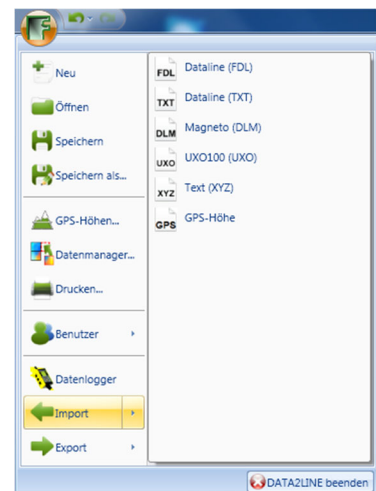 Neu
Öffnen
Speichern
Speichern als...
GPS-Höhen...
Datenmanager...
Drucken...
Benutzer
Datenlogger
Import
Export
FDL Dataline (FDL)
TXT Dataline (TXT)
DLM Magneto (DLM)
UXO UXO100 (UXO)
XYZ Text (XYZ)
GPS GPS-Höhe
DATA2LINE beenden